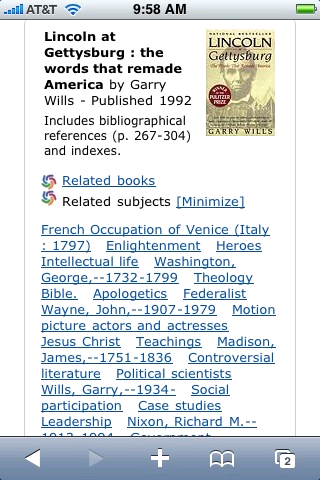 AT&T 9:58 AM
Lincoln at
Gettysburg : the
words that remade
America by Garry
Wills - Published 1992
Includes bibliographical
references (p. 267-304)
and indexes.
NATIONAL BESTSELLER
LINCOLN
at
Gettysburg
The Words That Remade America
WINNER OF THE PULITZER PRIZE
GARRY WILLS
Related books
Related subjects [Minimize]
French Occupation of Venice (Italy
: 1797) Enlightenment Heroes
Intellectual life Washington,
George,--1732-1799 Theology
Bible. Apologetics Federalist
Wayne, John,--1907-1979 Motion
picture actors and actresses
Jesus Christ Teachings Madison,
James,--1751-1836 Controversial
literature Political scientists
Wills, Garry,--1934- Social
participation Case studies
Leadership Nixon, Richard M.--
1913-1994 Government
2